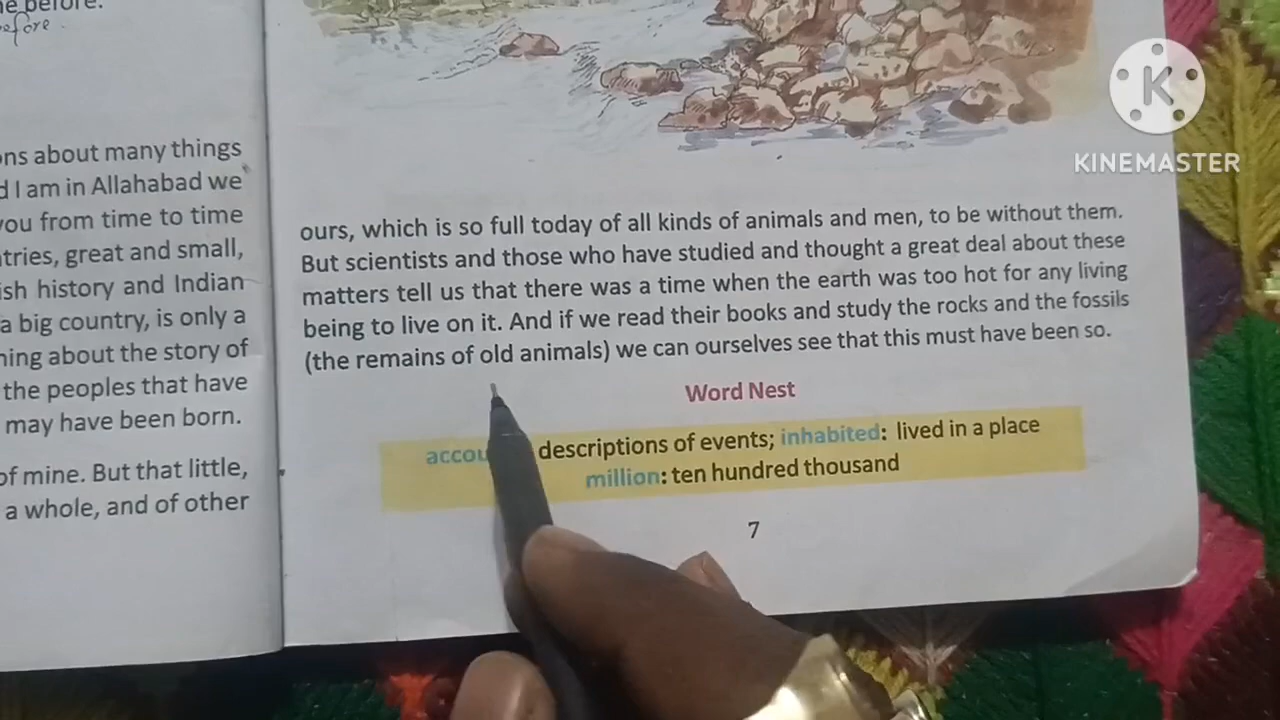 ne before.
before.
ons about many things
d I am in Allahabad we
you from time to time
ntries, great and small,
ish history and Indian
a big country, is only a
hing about the story of
the peoples that have
may have been born.
of mine. But that little,
a whole, and of other
KINEMASTER
ours, which is so full today of all kinds of animals and men, to be without them.
But scientists and those who have studied and thought a great deal about these
matters tell us that there was a time when the earth was too hot for any living
being to live on it. And if we read their books and study the rocks and the fossils
(the remains of old animals) we can ourselves see that this must have been so.
Word Nest
accou descriptions of events; inhabited: lived in a place
million: ten hundred thousand
7